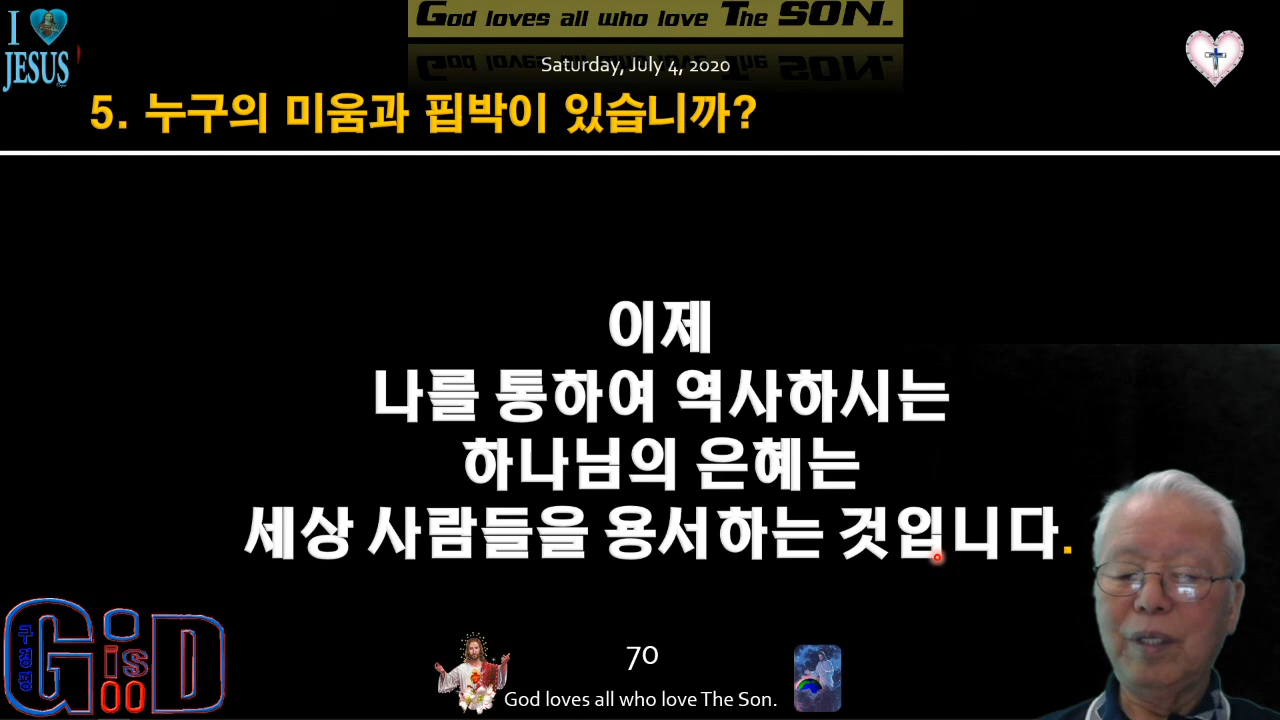 I
JESUS
God loves all who love The SON.
Saturday, July 4, 2020
5. 누구의 미움과 핍박이 있습니까?
이제
나를 통하여 역사하시는
하나님의 은혜는
세상 사람들을 용서하는 것입니다.
GOD
is
70
God loves all who love The Son.